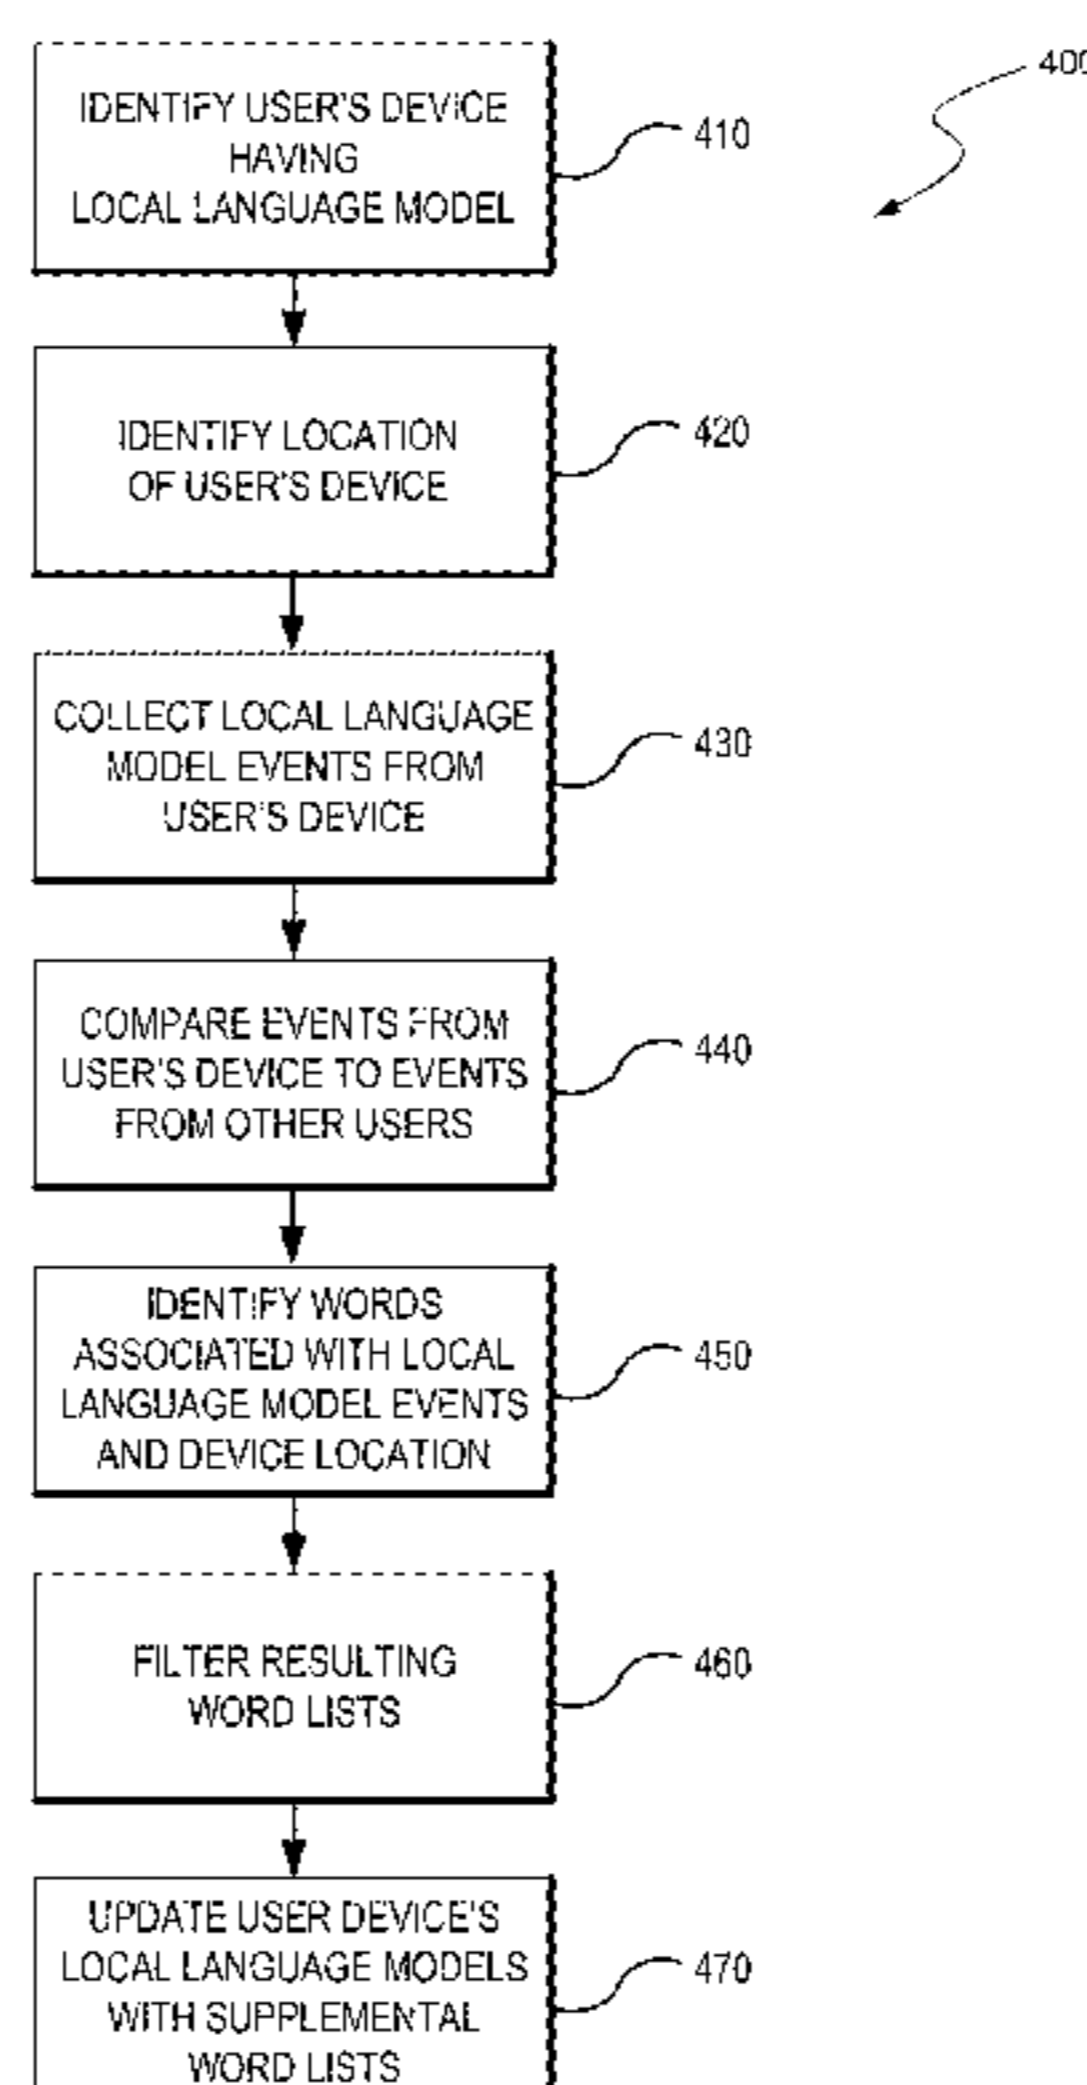 400
IDENTIFY USER'S DEVICE
HAVING
LOCAL LANGUAGE MODEL
410
IDENTIFY LOCATION
OF USER'S DEVICE
420
COLLECT LOCAL LANGUAGE
MODEL EVENTS FROM
USER'S DEVICE
430
COMPARE EVENTS FROM
USER'S DEVICE TO EVENTS
FROM OTHER USERS
440
IDENTIFY WORDS
ASSOCIATED WITH LOCAL
LANGUAGE MODEL EVENTS
AND DEVICE LOCATION
450
FILTER RESULTING
WORD LISTS
460
UPDATE USER DEVICE'S
LOCAL LANGUAGE MODELS
WITH SUPPLEMENTAL
WORD LISTS
470